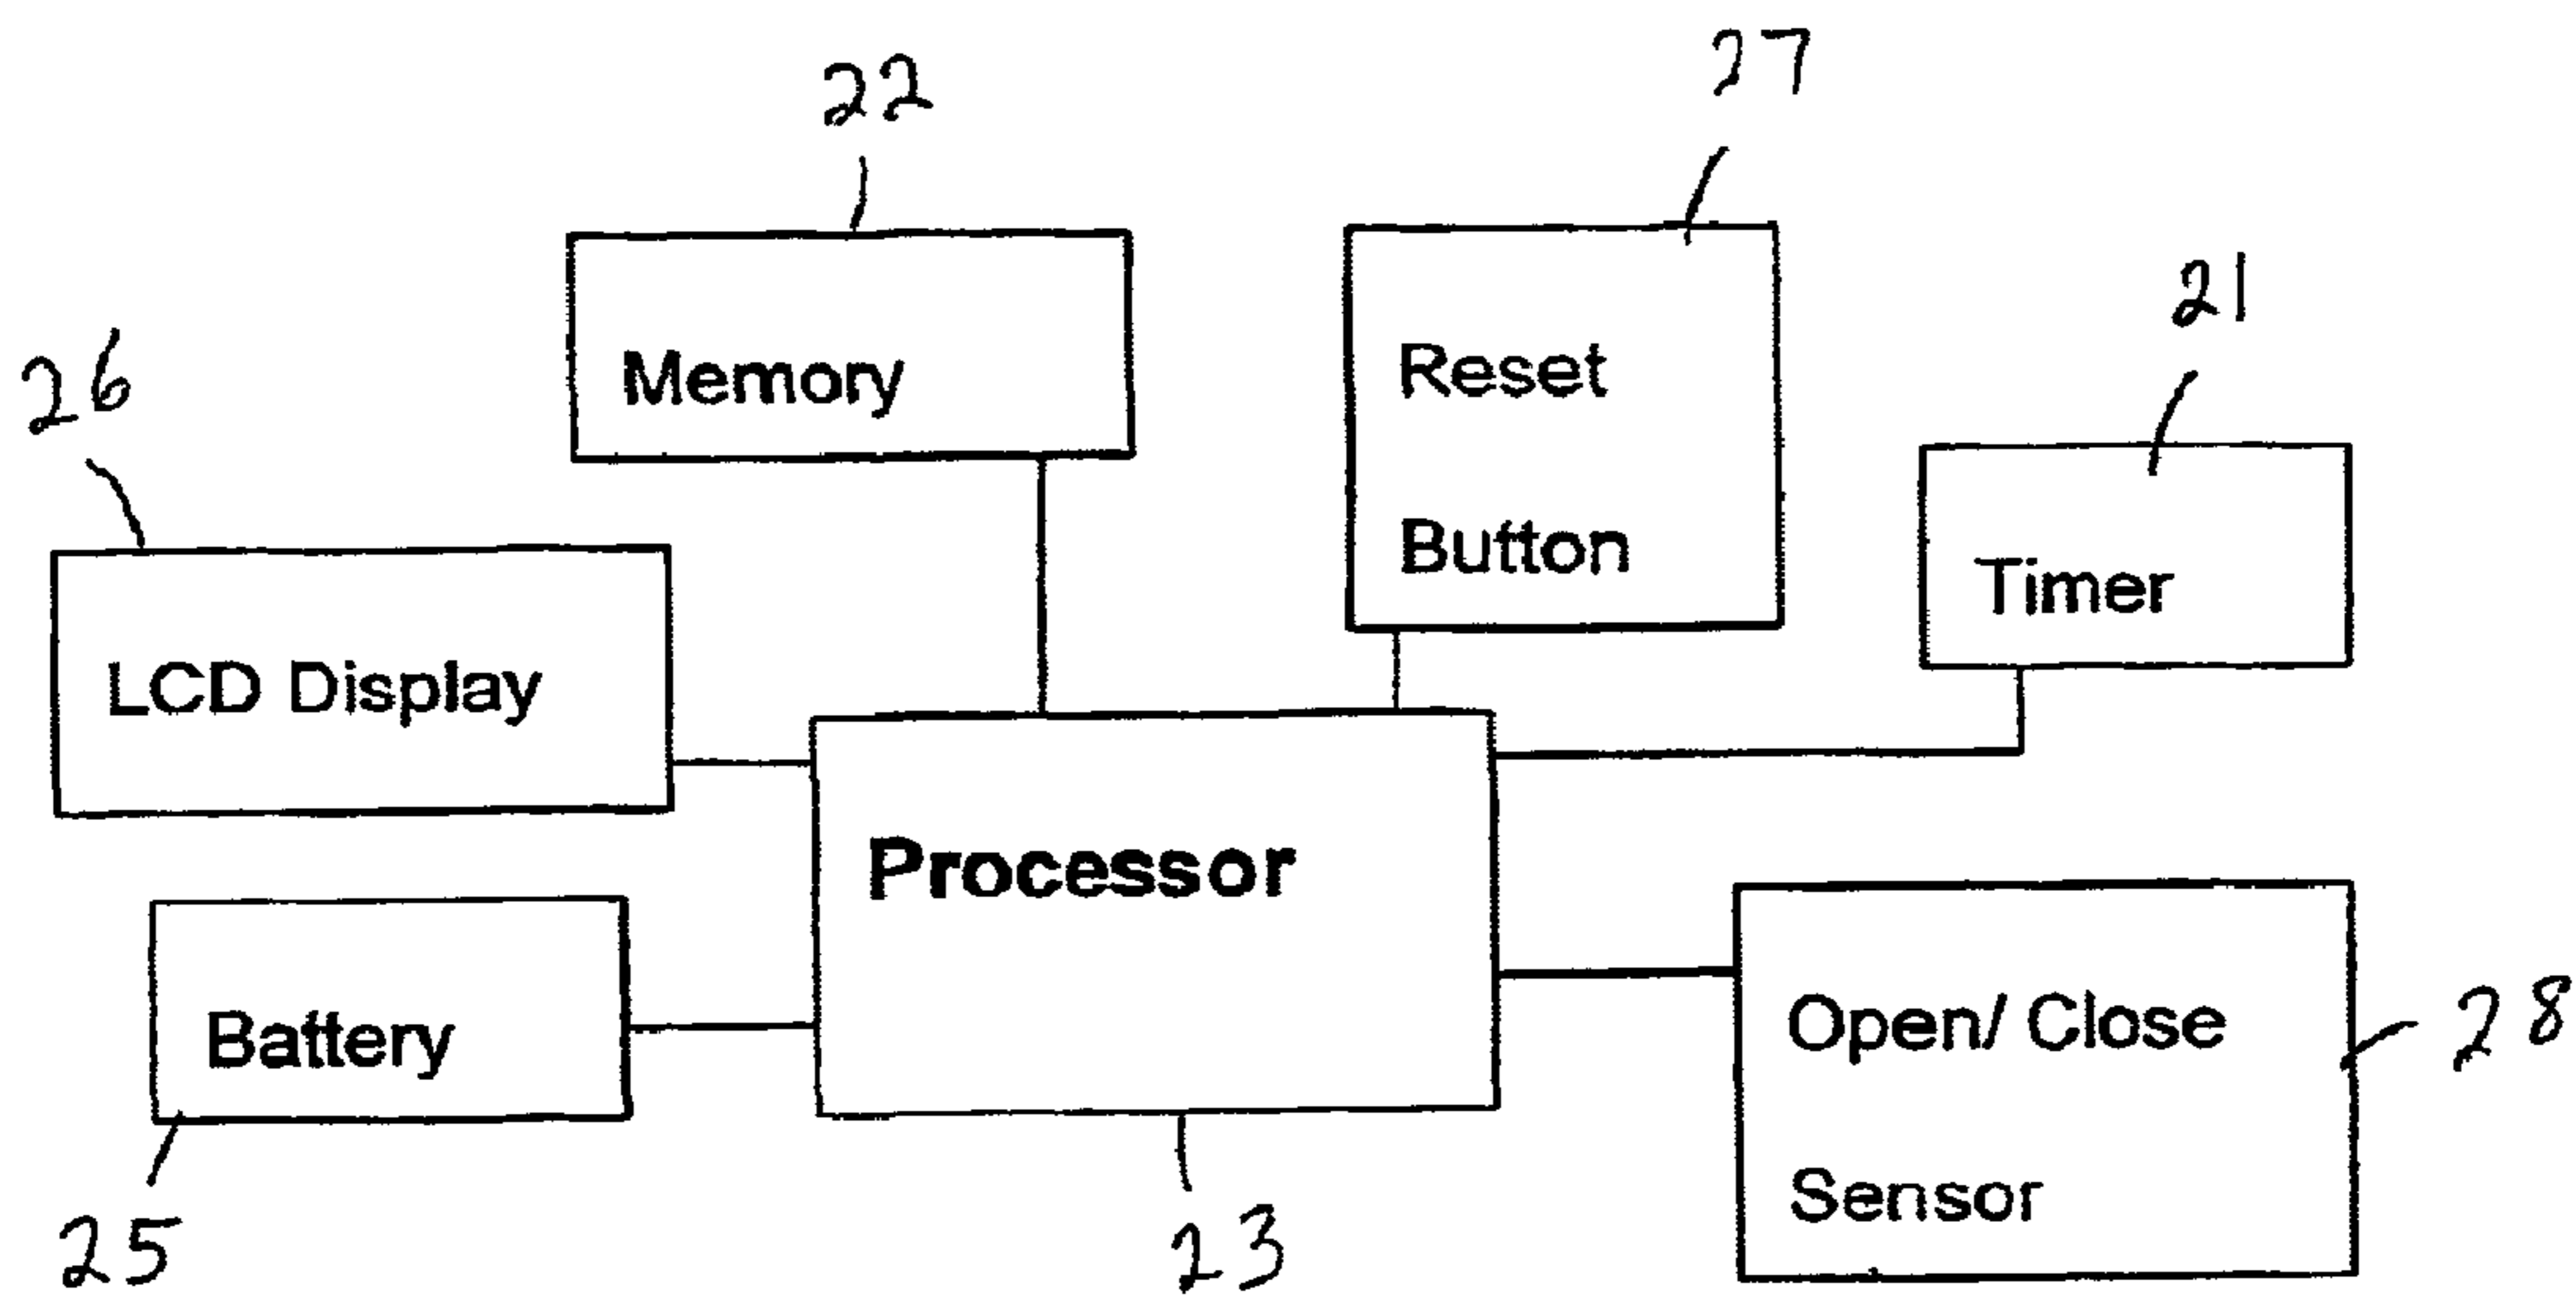 22
27
21
26
Memory
Reset
Button
Timer
LCD Display
Processor
Battery
Open/ Close
Sensor
28
25
23